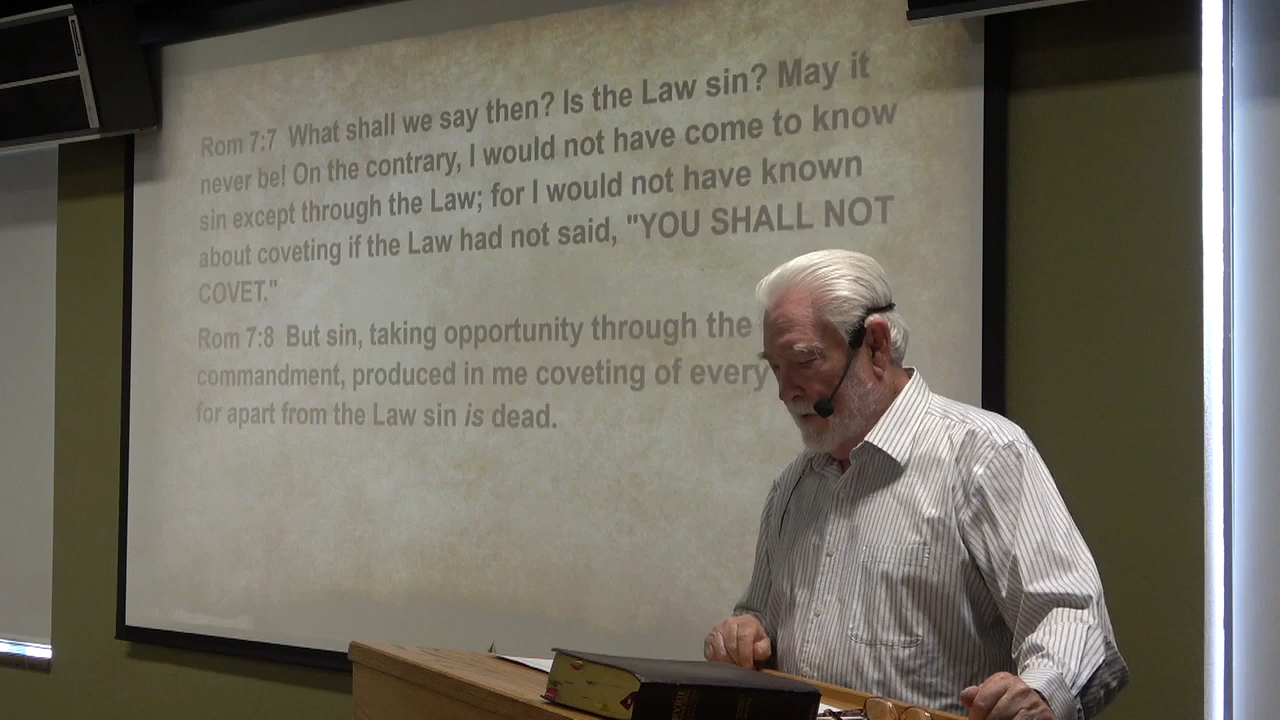 Rom 7:7 What shall we say then? Is the Law sin? May it
never be! On the contrary, I would not have come to know
sin except through the Law; for I would not have known
about coveting if the Law had not said, "YOU SHALL NOT
COVET."
Rom 7:8 But sin, taking opportunity through the
commandment, produced in me coveting of every
for apart from the Law sin is dead.